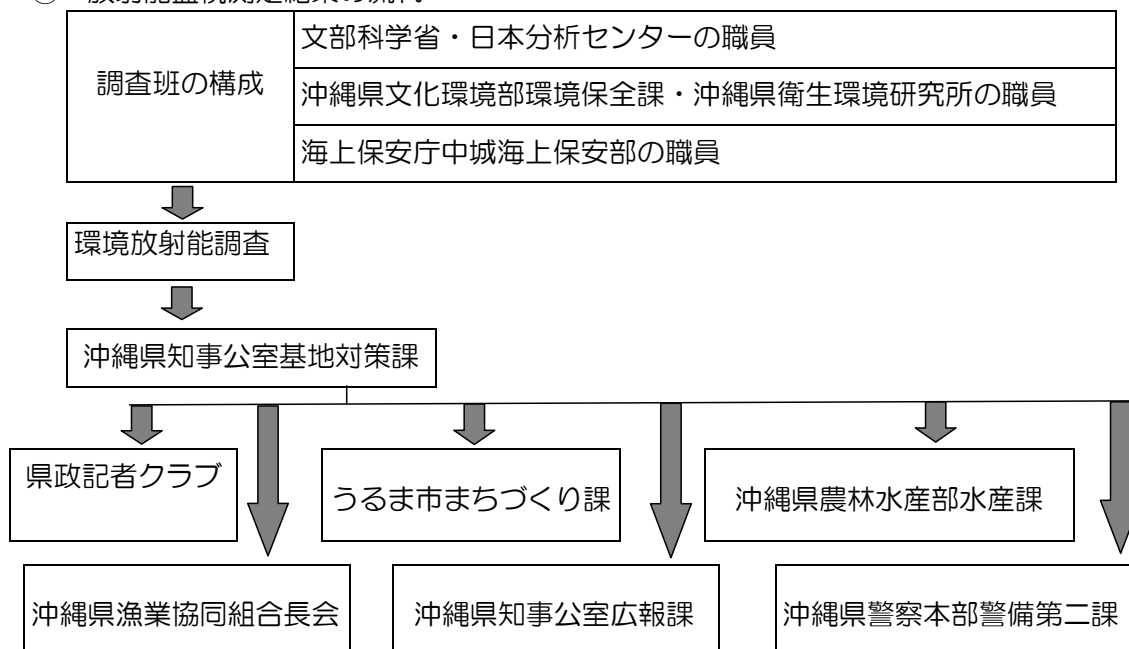 調査班の構成
文部科学省・日本分析センターの職員
沖縄県文化環境部環境保全課・沖縄県衛生環境研究所の職員
海上保安庁中城海上保安部の職員
環境放射能調査
沖縄県知事公室基地対策課
県政記者クラブ
うるま市まちづくり課
沖縄県農林水産部水産課
沖縄県漁業協同組合長会
沖縄県知事公室広報課
沖縄県警察本部警備第二課